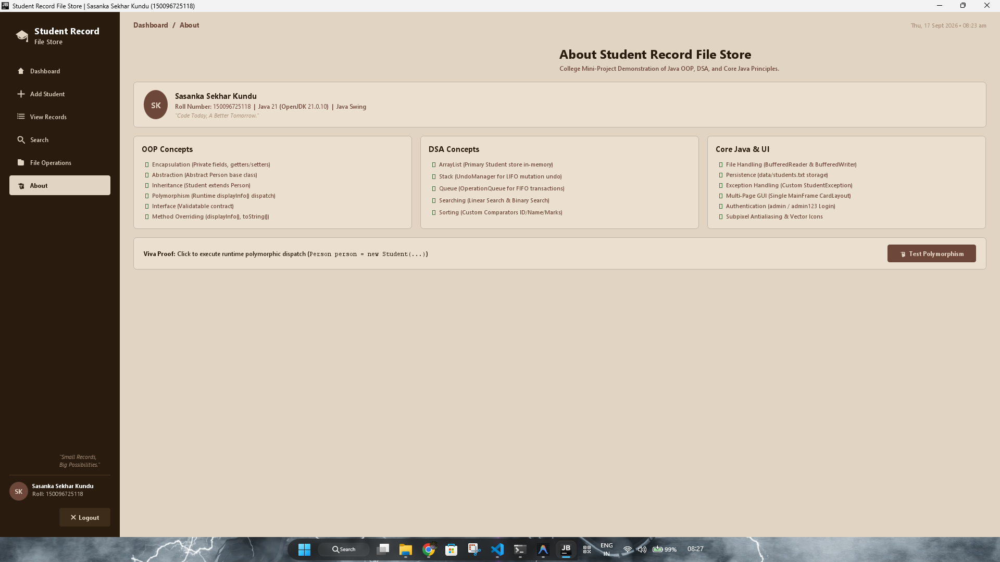 Student Record File Store | Sasanka Sekhar Kundu (150096725118)
Student Record
File Store
Dashboard
Add Student
View Records
Search
File Operations
About
"Small Records,
Big Possibilities."
SK
Sasanka Sekhar Kundu
Roll: 150096725118
✕ Logout
Dashboard / About
Thu, 17 Sept 2026 • 08:23 am
About Student Record File Store
College Mini-Project Demonstration of Java OOP, DSA, and Core Java Principles.
SK
Sasanka Sekhar Kundu
Roll Number: 150096725118 | Java 21 (OpenJDK 21.0.10) | Java Swing
"Code Today, A Better Tomorrow."
OOP Concepts
Encapsulation (Private fields, getters/setters)
Abstraction (Abstract Person base class)
Inheritance (Student extends Person)
Polymorphism (Runtime displayInfo() dispatch)
Interface (Validatable contract)
Method Overriding (displayInfo(), toString())
DSA Concepts
ArrayList (Primary Student store in-memory)
Stack (UndoManager for LIFO mutation undo)
Queue (OperationQueue for FIFO transactions)
Searching (Linear Search & Binary Search)
Sorting (Custom Comparators ID/Name/Marks)
Core Java & UI
File Handling (BufferedReader & BufferedWriter)
Persistence (data/students.txt storage)
Exception Handling (Custom StudentException)
Multi-Page GUI (Single MainFrame CardLayout)
Authentication (admin / admin123 Login)
Subpixel Antialiasing & Vector Icons
Viva Proof: Click to execute runtime polymorphic dispatch (Person person = new Student(...))
Test Polymorphism
Search
JB
ENG
IN
99%
08:27